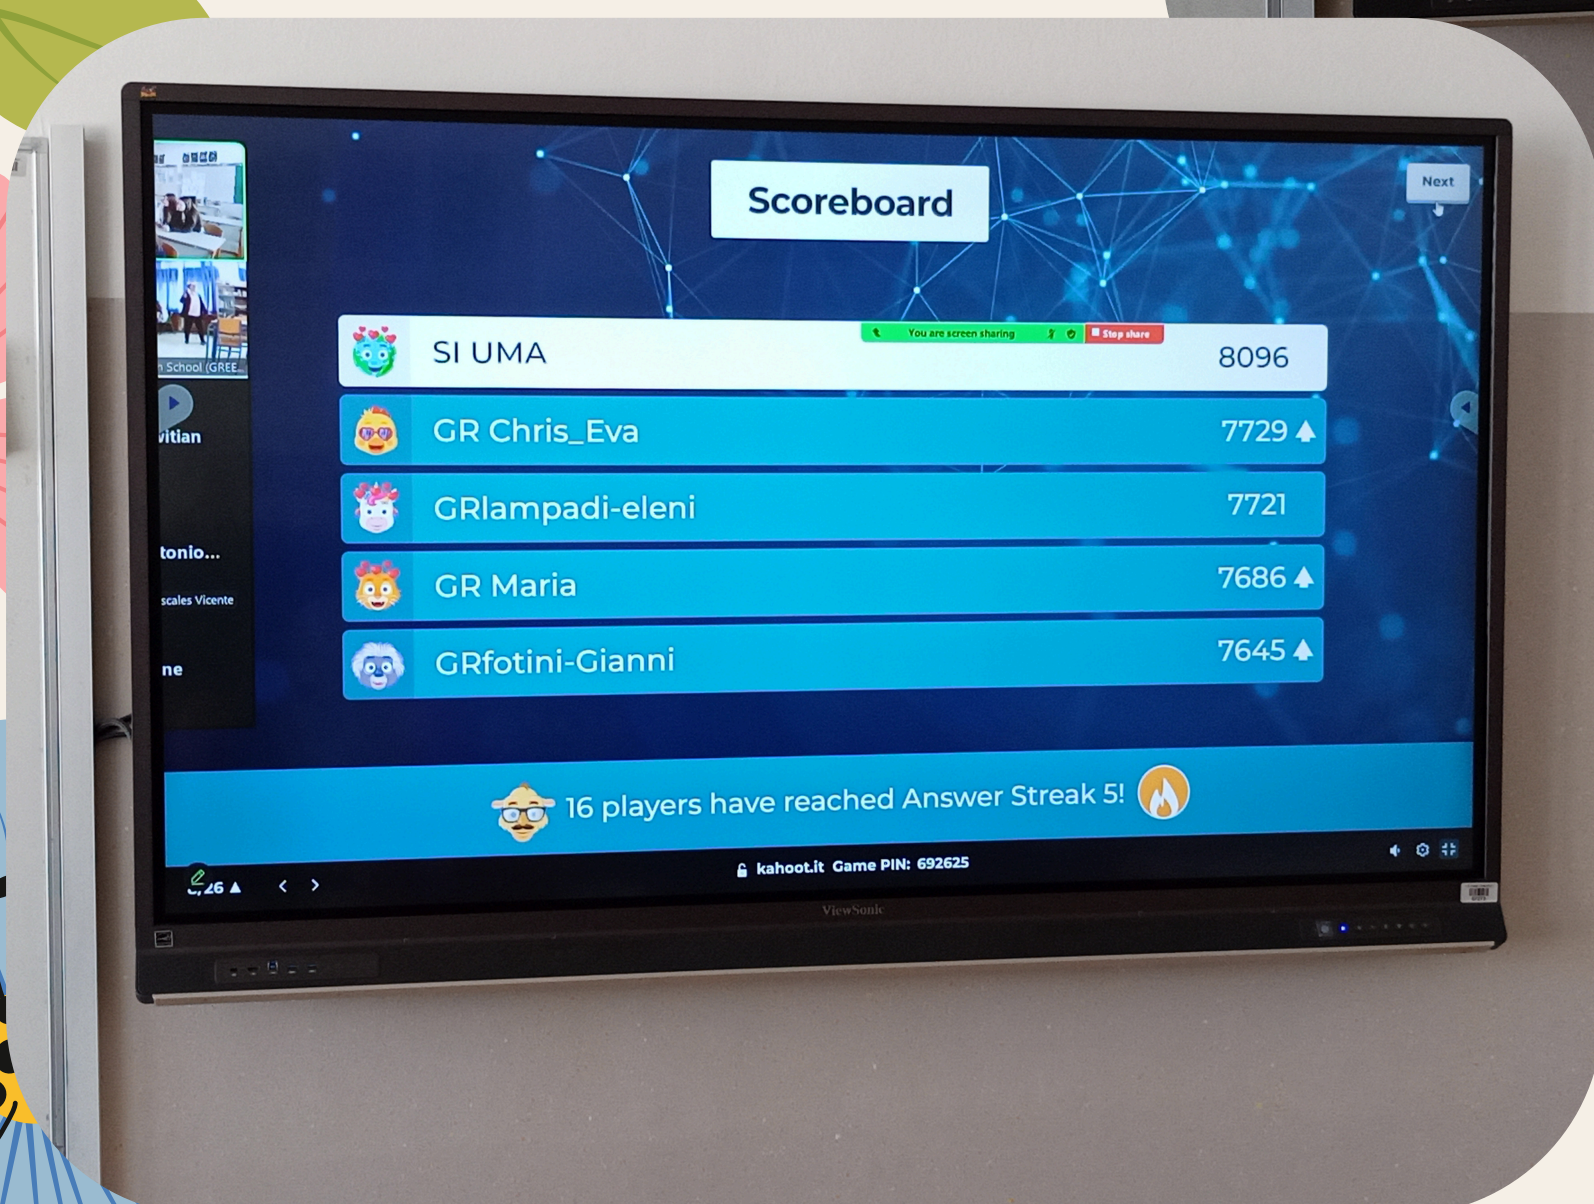 Scoreboard
Next
You are screen sharing
Stop share
SI UMA
8096
GR Chris_Eva
7729
GRlampadi-eleni
7721
GR Maria
7686
GRfotini-Gianni
7645
School (GREE...
vitian
tonio...
scales Vicente
ne
16 players have reached Answer Streak 5!
kahoot.it Game PIN: 692625
ViewSonic